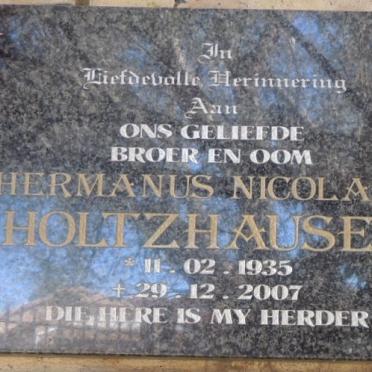 In
Liefdevolle Herinnering
Aan
ONS GELIEFDE
BROER EN OOM
HERMANUS NICOLA
HOLTZHAUSE
* 11 . 02 . 1935
+ 29 . 12 . 2007
DIE HERE IS MY HERDER